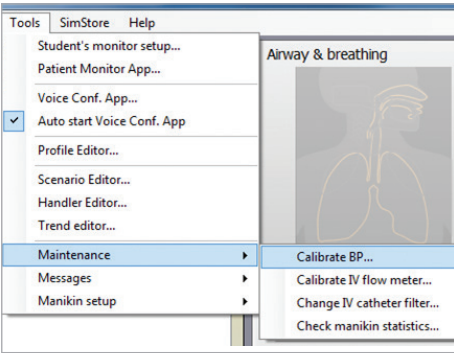 Tools SimStore Help
Student's monitor setup...
Patient Monitor App...
Voice Conf. App...
Auto start Voice Conf. App
Profile Editor...
Scenario Editor...
Handler Editor...
Trend editor...
Maintenance
Messages
Manikin setup
Airway & breathing
Calibrate BP...
Calibrate IV flow meter...
Change IV catheter filter...
Check manikin statistics...